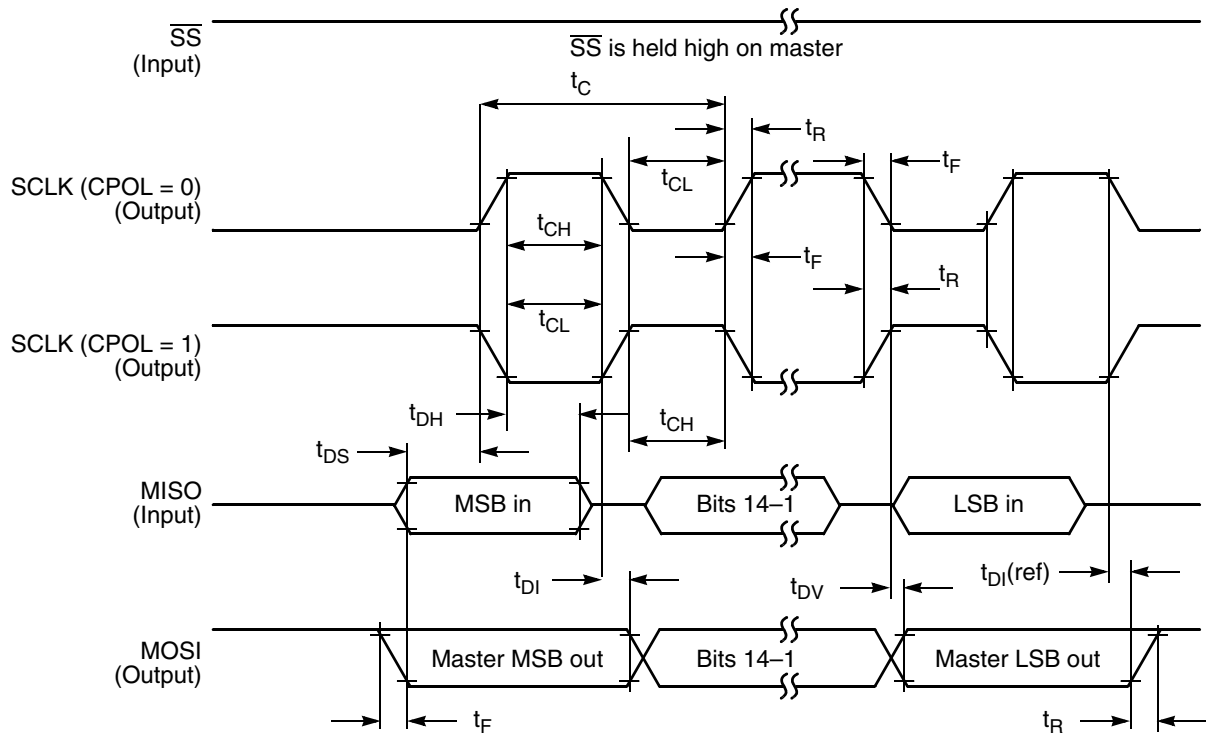 SS
(Input)
SS is held high on master
tC
tR
tF
tCL
SCLK (CPOL = 0)
(Output)
tCH
tF
tR
tCL
SCLK (CPOL = 1)
(Output)
tDH
tCH
tDS
MISO
(Input)
MSB in
Bits 14–1
LSB in
tDI
tDV
tDI(ref)
MOSI
(Output)
Master MSB out
Bits 14–1
Master LSB out
tF
tR